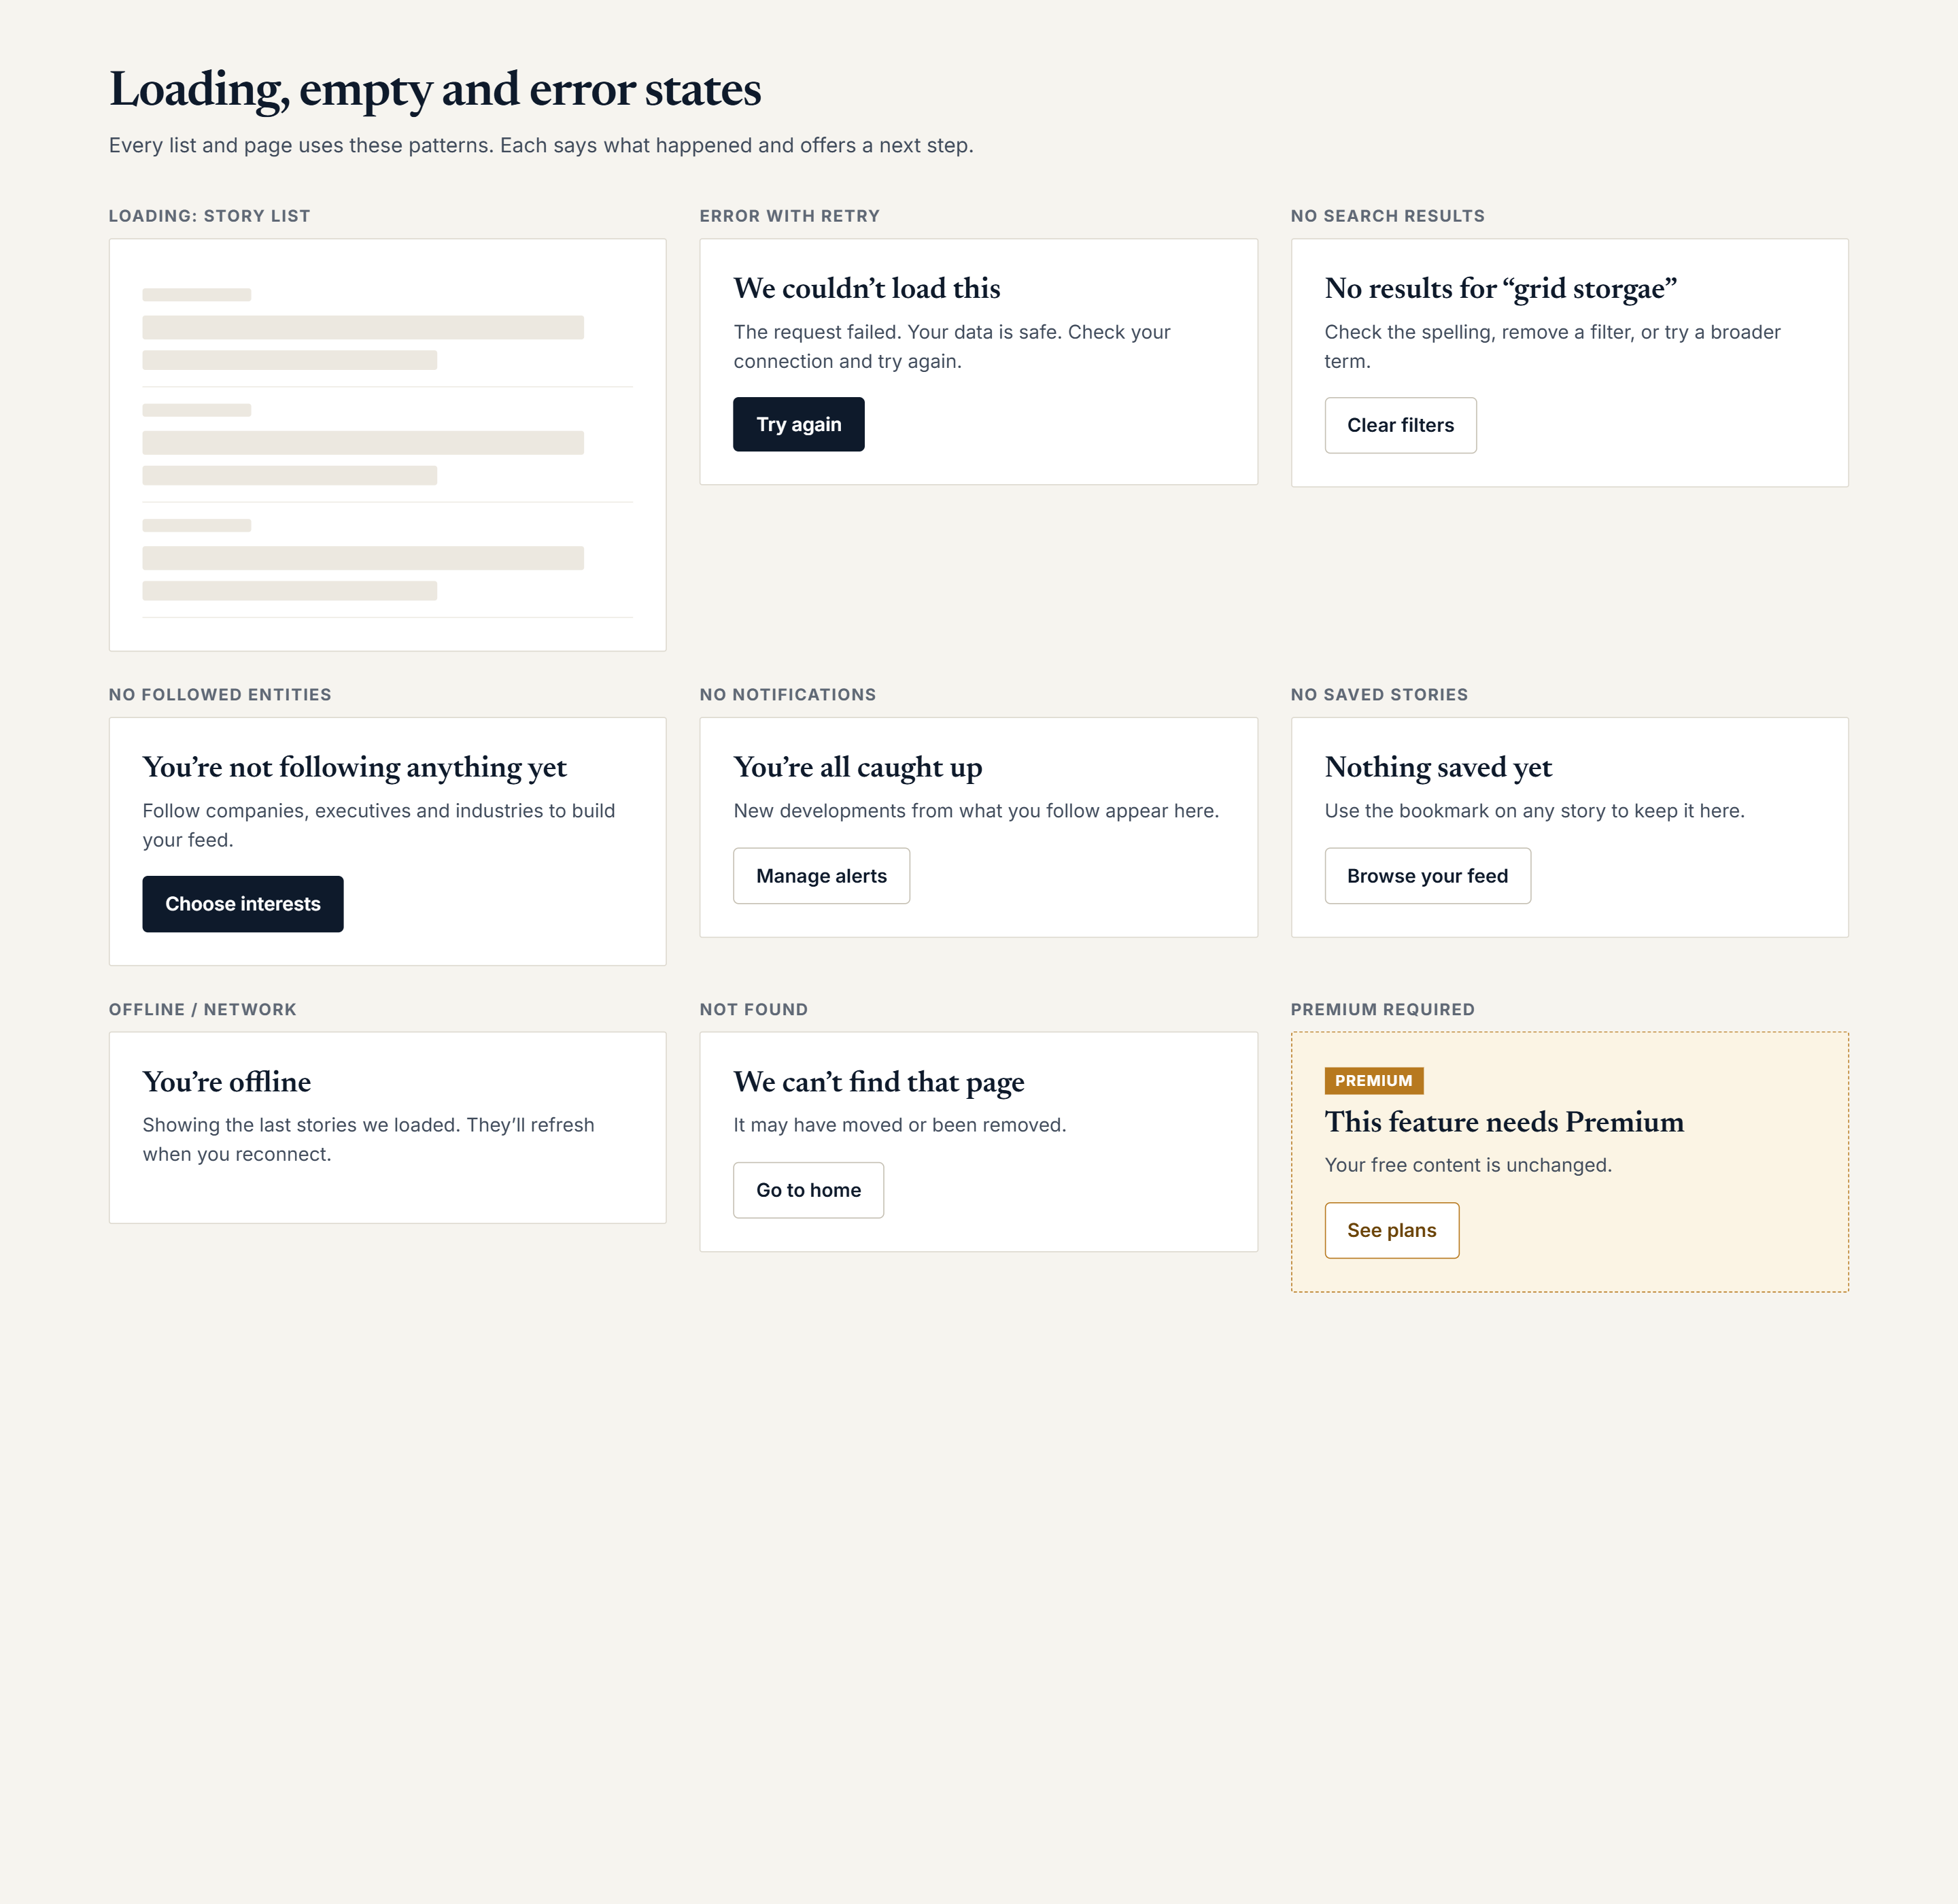 Loading, empty and error states
Every list and page uses these patterns. Each says what happened and offers a next step.
LOADING: STORY LIST
ERROR WITH RETRY
We couldn’t load this
The request failed. Your data is safe. Check your
connection and try again.
Try again
NO SEARCH RESULTS
No results for “grid storgae”
Check the spelling, remove a filter, or try a broader
term.
Clear filters
NO FOLLOWED ENTITIES
You’re not following anything yet
Follow companies, executives and industries to build
your feed.
Choose interests
NO NOTIFICATIONS
You’re all caught up
New developments from what you follow appear here.
Manage alerts
NO SAVED STORIES
Nothing saved yet
Use the bookmark on any story to keep it here.
Browse your feed
OFFLINE / NETWORK
You’re offline
Showing the last stories we loaded. They’ll refresh
when you reconnect.
NOT FOUND
We can’t find that page
It may have moved or been removed.
Go to home
PREMIUM REQUIRED
PREMIUM
This feature needs Premium
Your free content is unchanged.
See plans